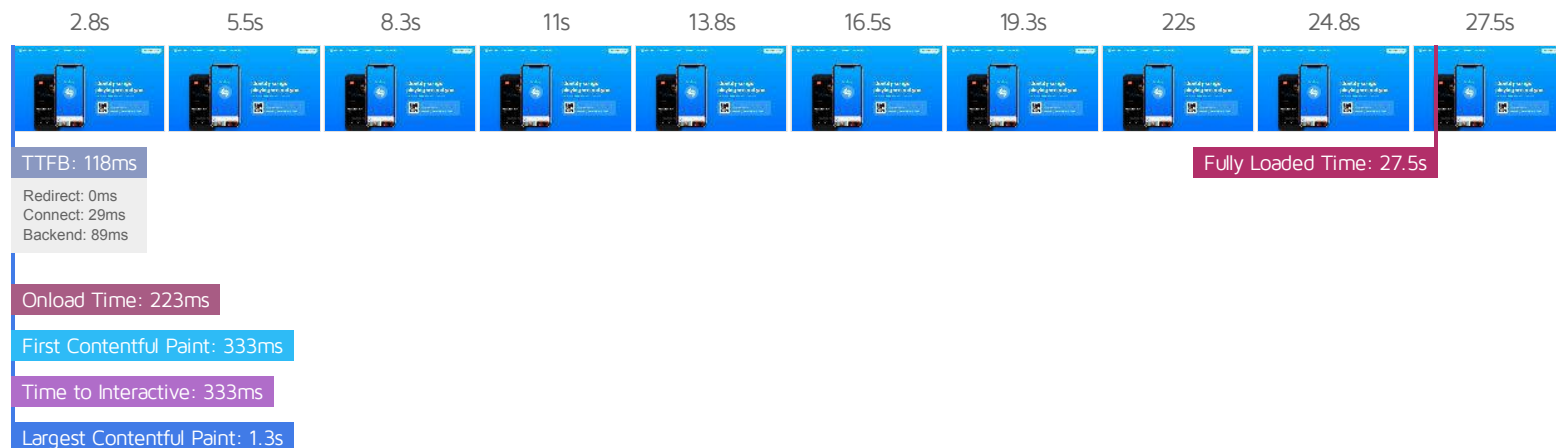 2.8s 5.5s 8.3s 11s 13.8s 16.5s 19.3s 22s 24.8s 27.5s
TTFB: 118ms
Redirect: 0ms
Connect: 29ms
Backend: 89ms
Fully Loaded Time: 27.5s
Onload Time: 223ms
First Contentful Paint: 333ms
Time to Interactive: 333ms
Largest Contentful Paint: 1.3s